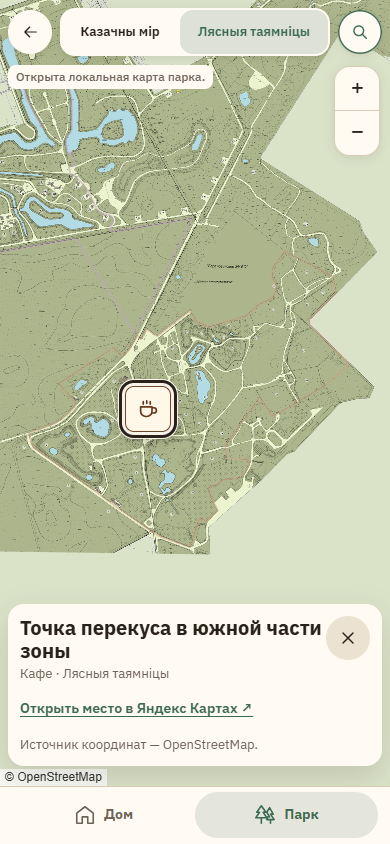 Казачны мір
Лясныя таямніцы
Открыта локальная карта парка.
+
−
Точка перекуса в южной части
зоны
Кафе · Лясныя таямніцы
Открыть место в Яндекс Картах ↗
Источник координат — OpenStreetMap.
© OpenStreetMap
Дом
Парк